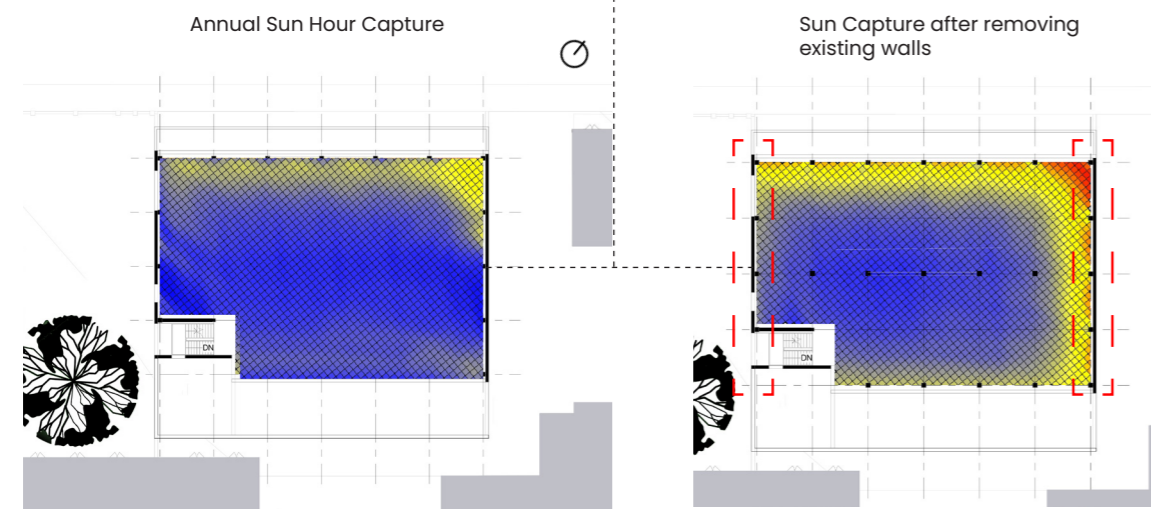 Annual Sun Hour Capture
Sun Capture after removing
existing walls
DN
DN